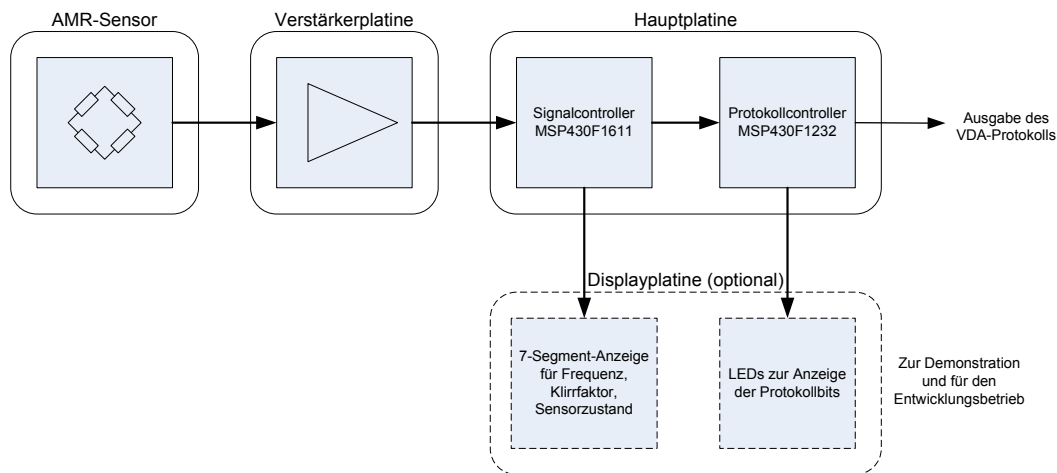 AMR-Sensor
Verstärkerplatine
Hauptplatine
Signalcontroller
MSP430F1611
Protokollcontroller
MSP430F1232
Ausgabe des
VDA-Protokolls
Displayplatine (optional)
7-Segment-Anzeige
für Frequenz,
Klirrfaktor,
Sensorzustand
LEDs zur Anzeige
der Protokollbits
Zur Demonstration
und für den
Entwicklungsbetrieb